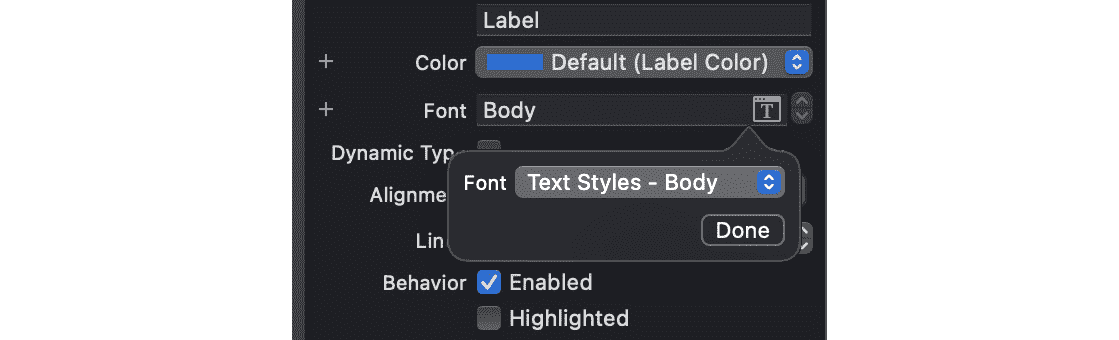 Label
Color Default (Label Color)
Font Body T
Dynamic Typ
Font Text Styles - Body
Alignme
Done
Lin
Behavior Enabled
Highlighted